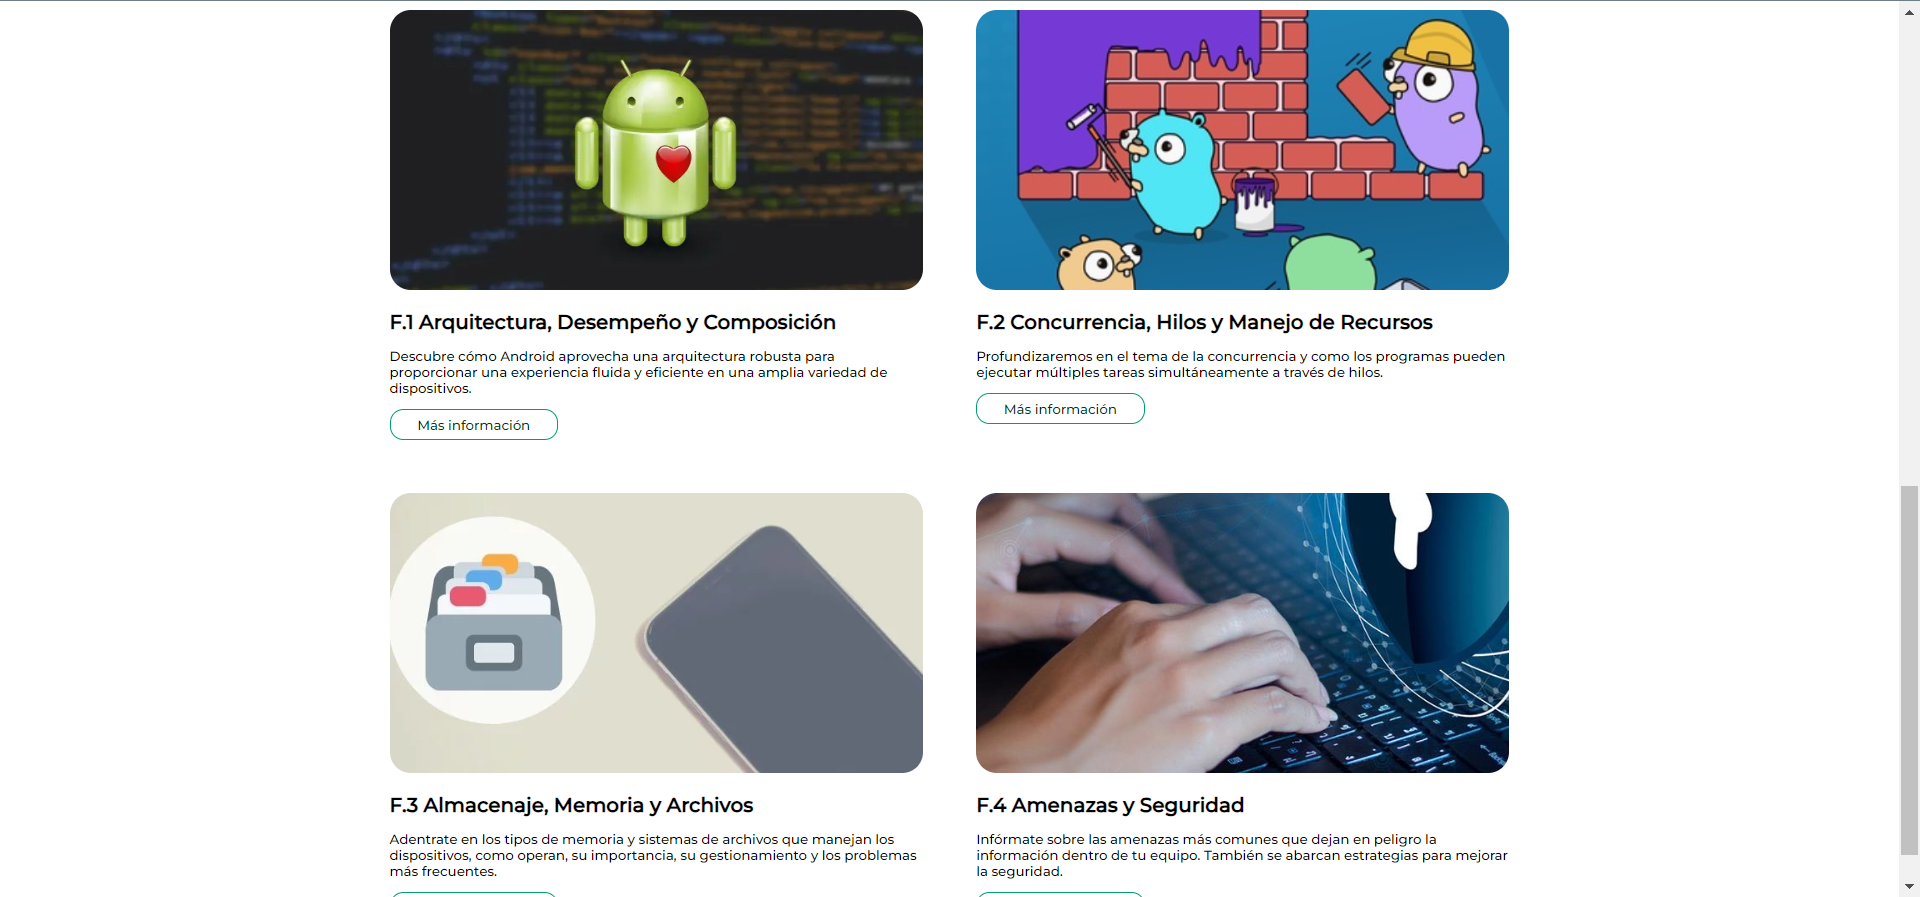 F.1 Arquitectura, Desempeño y Composición
Descubre cómo Android aprovecha una arquitectura robusta para
proporcionar una experiencia fluida y eficiente en una amplia variedad de
dispositivos.
Más información
F.2 Concurrencia, Hilos y Manejo de Recursos
Profundizaremos en el tema de la concurrencia y como los programas pueden
ejecutar múltiples tareas simultáneamente a través de hilos.
Más información
F.3 Almacenaje, Memoria y Archivos
Adentrate en los tipos de memoria y sistemas de archivos que manejan los
dispositivos, como operan, su importancia, su gestionamiento y los problemas
más frecuentes.
F.4 Amenazas y Seguridad
Infórmate sobre las amenazas más comunes que dejan en peligro la
información dentro de tu equipo. También se abarcan estrategias para mejorar
la seguridad.